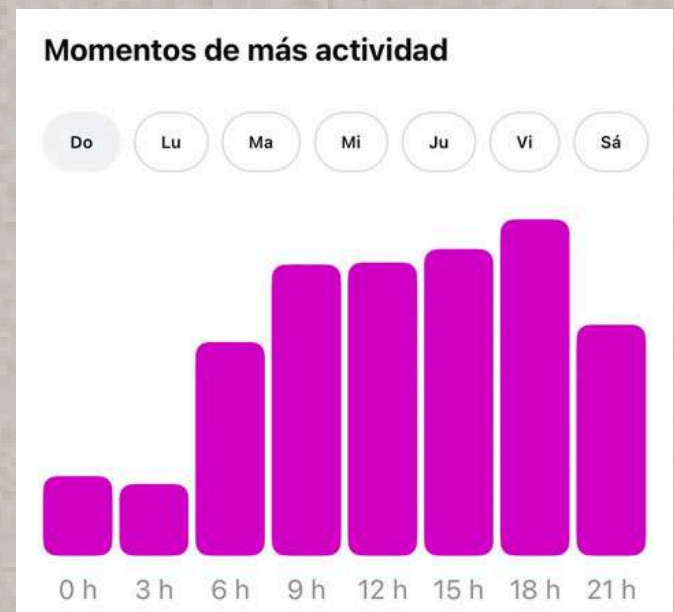 Momentos de más actividad
Do Lu Ma Mi Ju Vi Sá
0 h 3 h 6 h 9 h 12 h 15 h 18 h 21 h